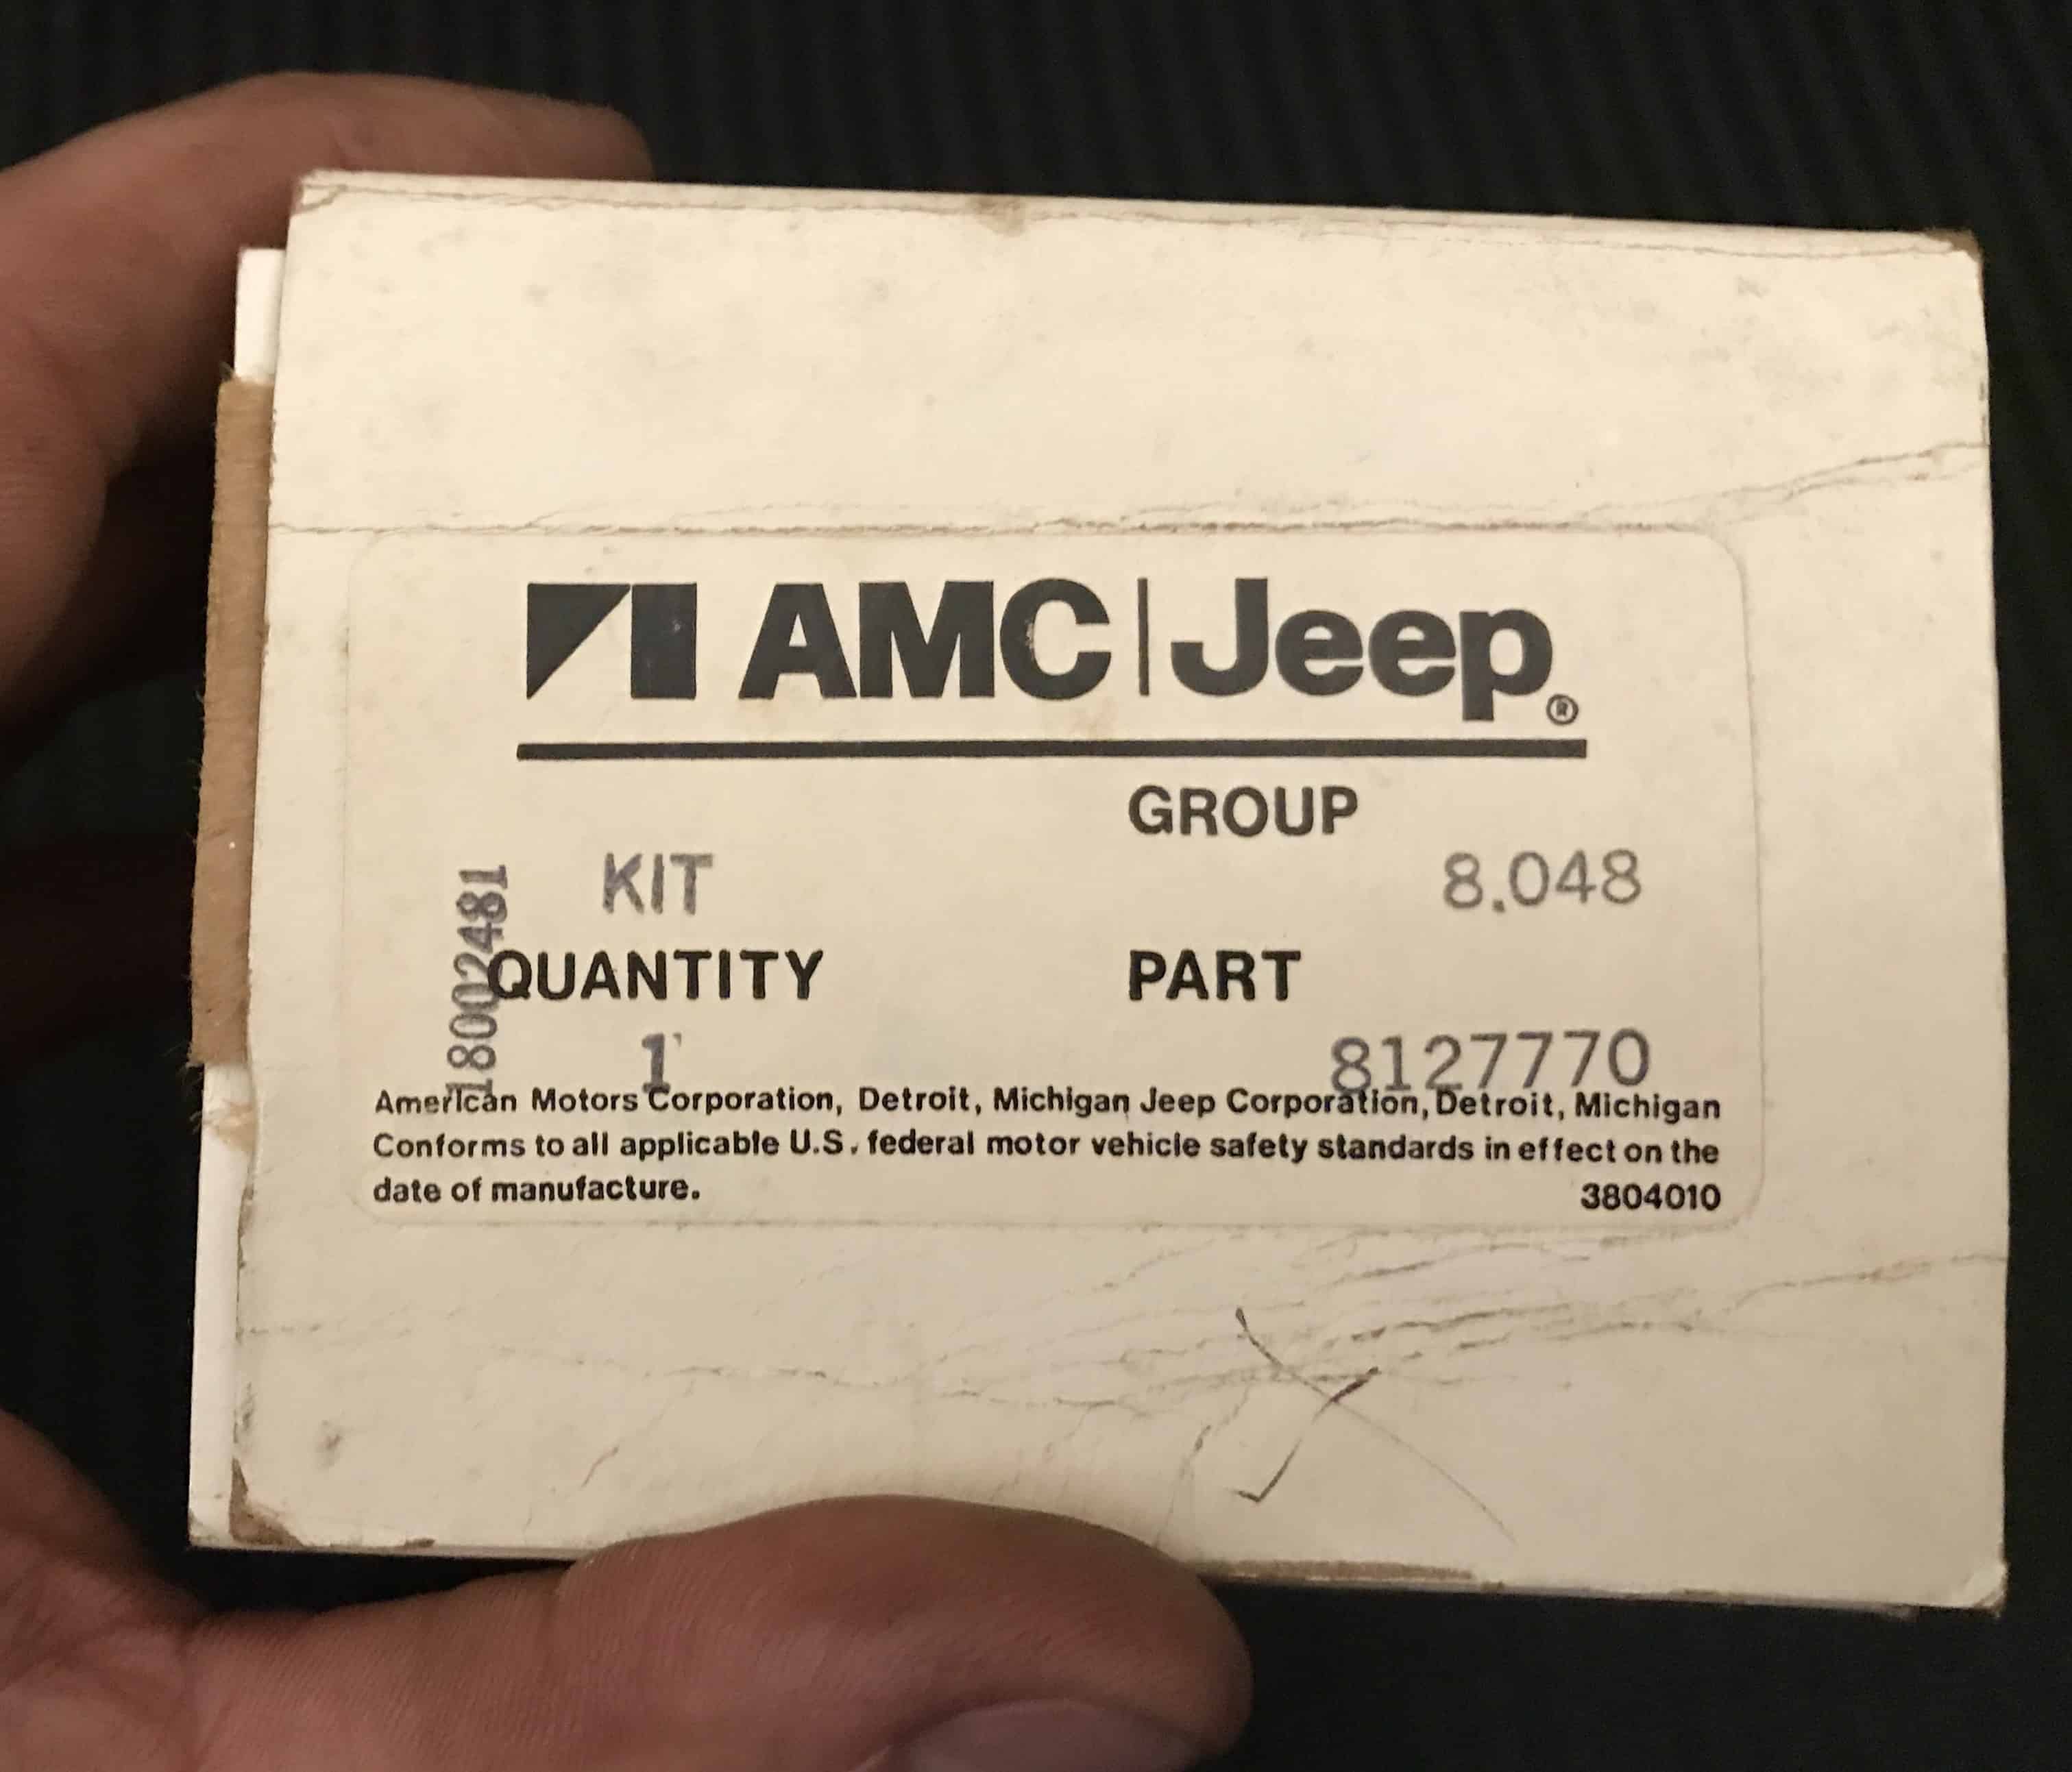 AMC|Jeep®
GROUP
KIT 8.048
18002481
QUANTITY PART
1 8127770
American Motors Corporation, Detroit, Michigan Jeep Corporation, Detroit, Michigan
Conforms to all applicable U.S. federal motor vehicle safety standards in effect on the
date of manufacture. 3804010